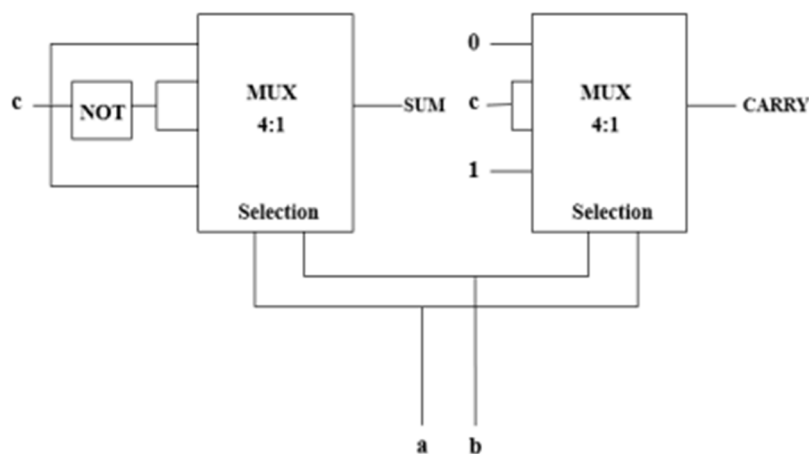 0
c
NOT
MUX
4:1
SUM
c
MUX
4:1
CARRY
1
Selection
Selection
a
b